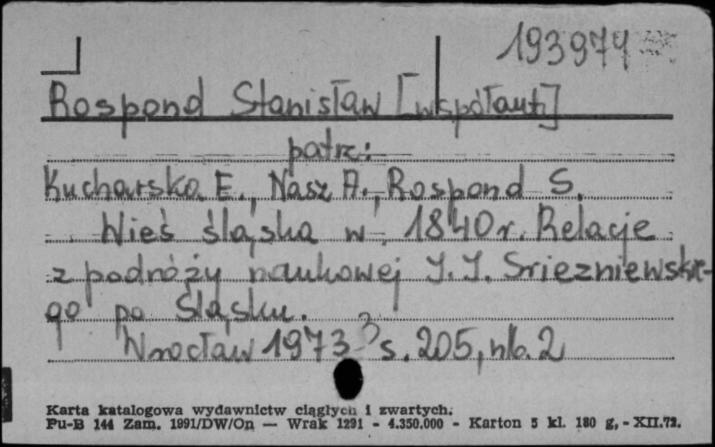 193974
Rospond Stanisław [współaut.]
patrz:
Kucharska E., Nasz A., Rospond S.
Wieś śląska w 1840 r. Relacje
z podróży naukowej I. I. Sriezniewskie-
go po Śląsku.
Wrocław 1973 s. 205, nlb. 2
Karta katalogowa wydawnictw ciągłych i zwartych.
Pu-B 144 Zam. 1991/DW/On — Wrak 1291 - 4.350.000 - Karton 5 kl. 180 g, - XII.72.